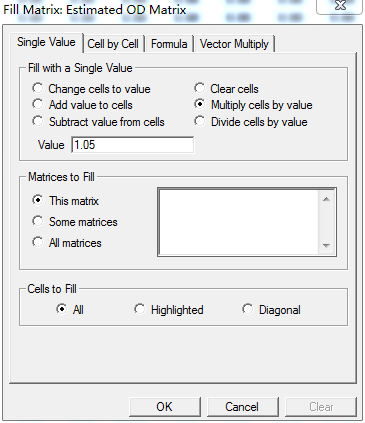 Fill Matrix: Estimated OD Matrix
Single Value Cell by Cell Formula Vector Multiply
Fill with a Single Value
Change cells to value Clear cells
Add value to cells Multiply cells by value
Subtract value from cells Divide cells by value
Value 1.05
Matrices to Fill
This matrix
Some matrices
All matrices
Cells to Fill
All Highlighted Diagonal
OK Cancel Clear